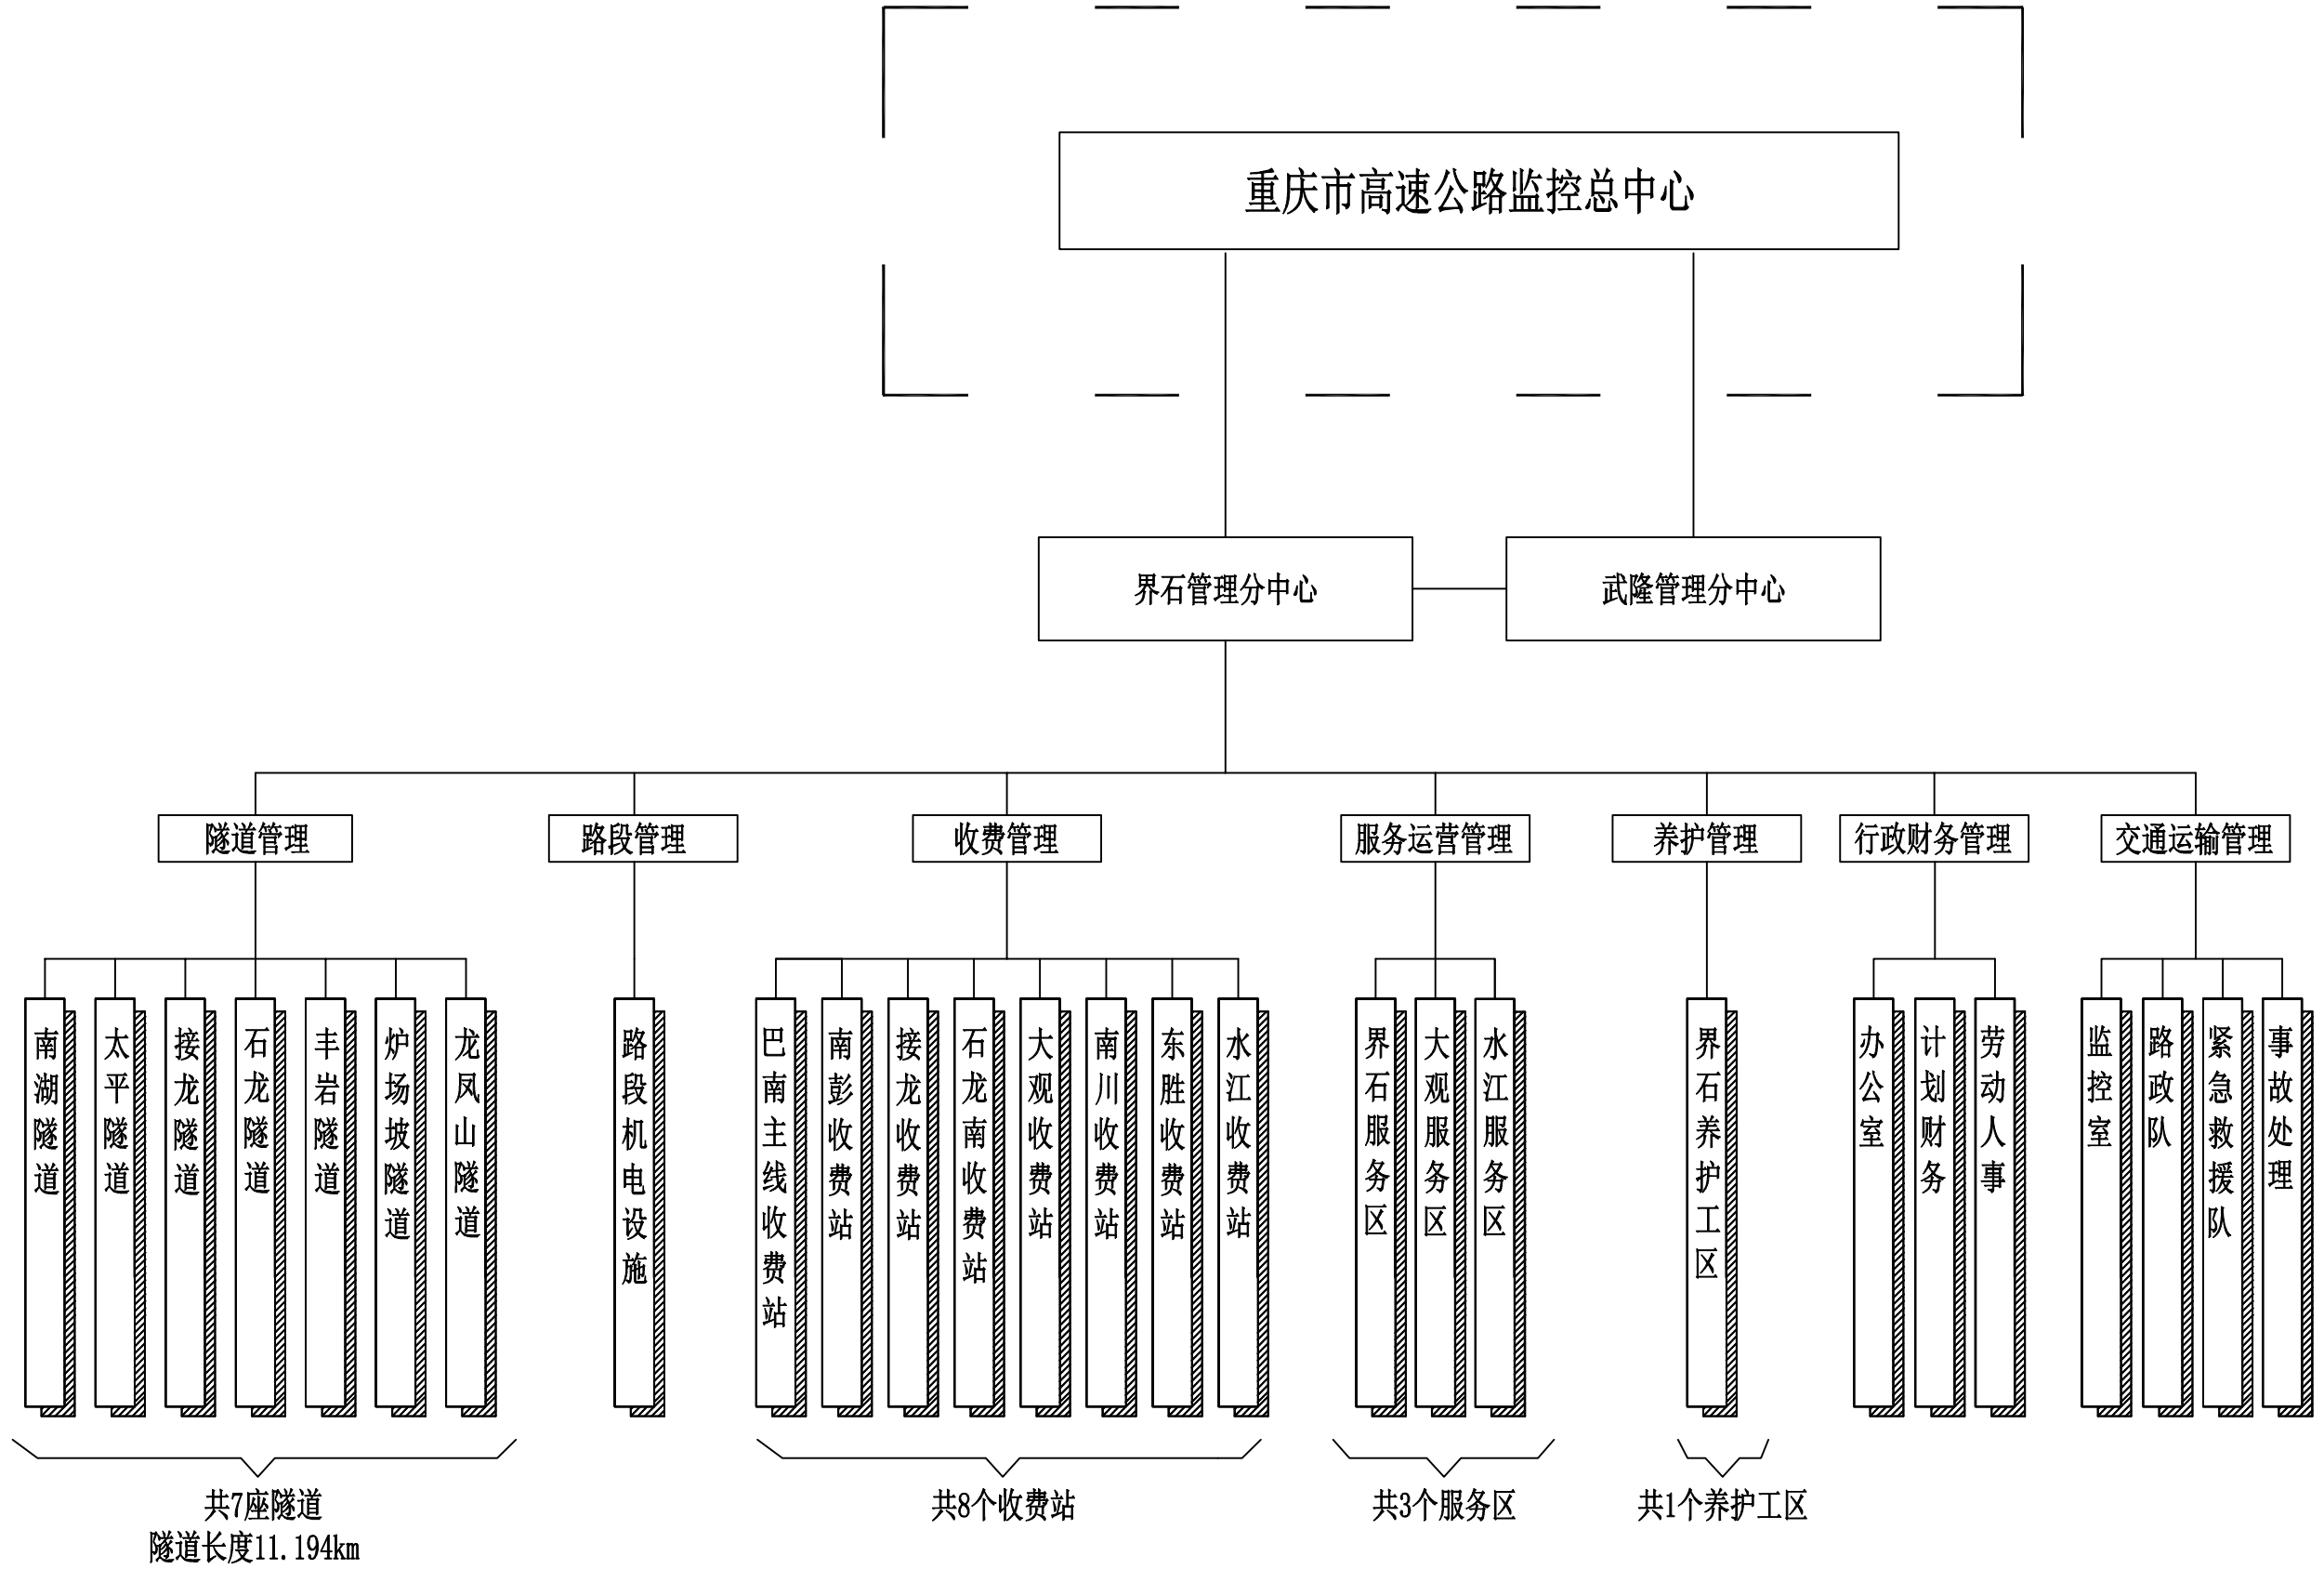 重庆市高速公路监控总中心
界石管理分中心
武隆管理分中心
隧道管理
路段管理
收费管理
服务运营管理
养护管理
行政财务管理
交通运输管理
南湖隧道
太平隧道
接龙隧道
石龙隧道
丰岩隧道
炉场坡隧道
龙凤山隧道
路段机电设施
巴南主线收费站
南彭收费站
接龙收费站
石龙南收费站
大观收费站
南川收费站
东胜收费站
水江收费站
界石服务区
大观服务区
水江服务区
界石养护工区
办公室
计划财务
劳动人事
监控室
路政队
紧急救援队
事故处理
共7座隧道
隧道长度11.194km
共8个收费站
共3个服务区
共1个养护工区